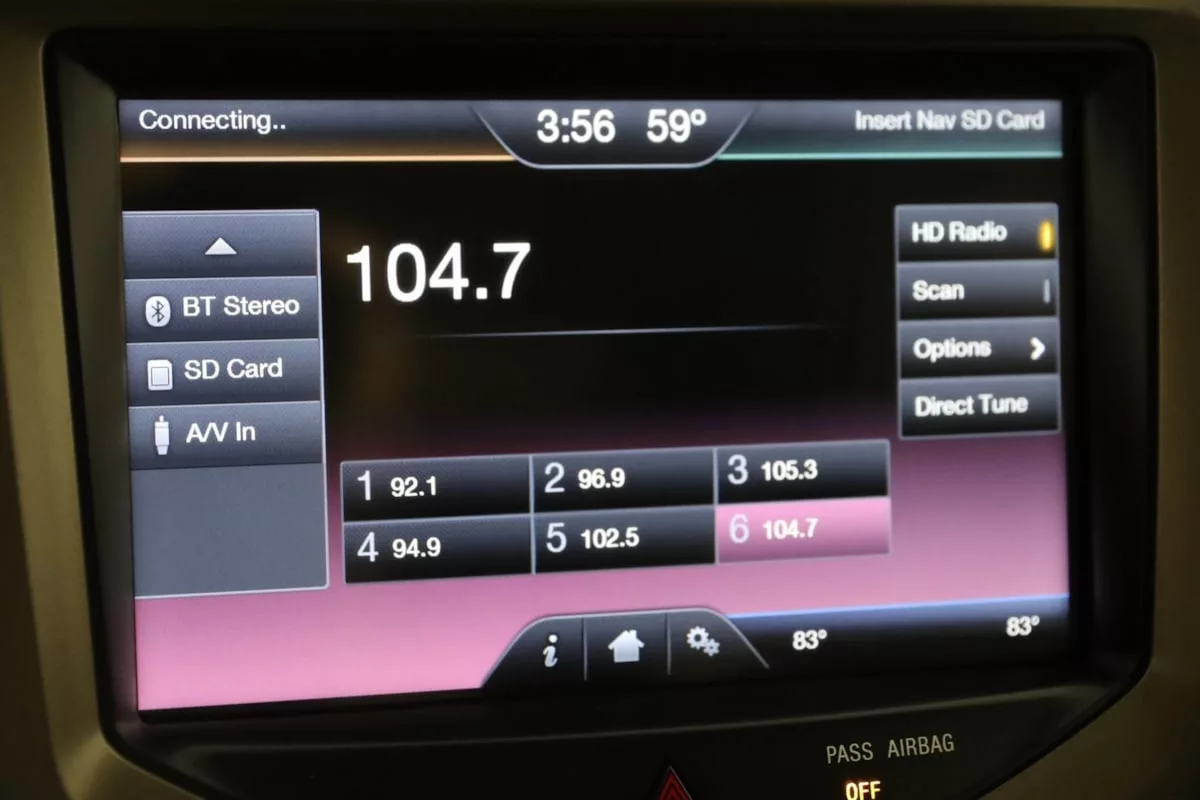 Connecting..
3:56 59°
Insert Nav SD Card
BT Stereo
SD Card
A/V In
104.7
HD Radio
Scan
Options
Direct Tune
1 92.1
2 96.9
3 105.3
4 94.9
5 102.5
6 104.7
i
83°
83°
PASS AIRBAG
OFF